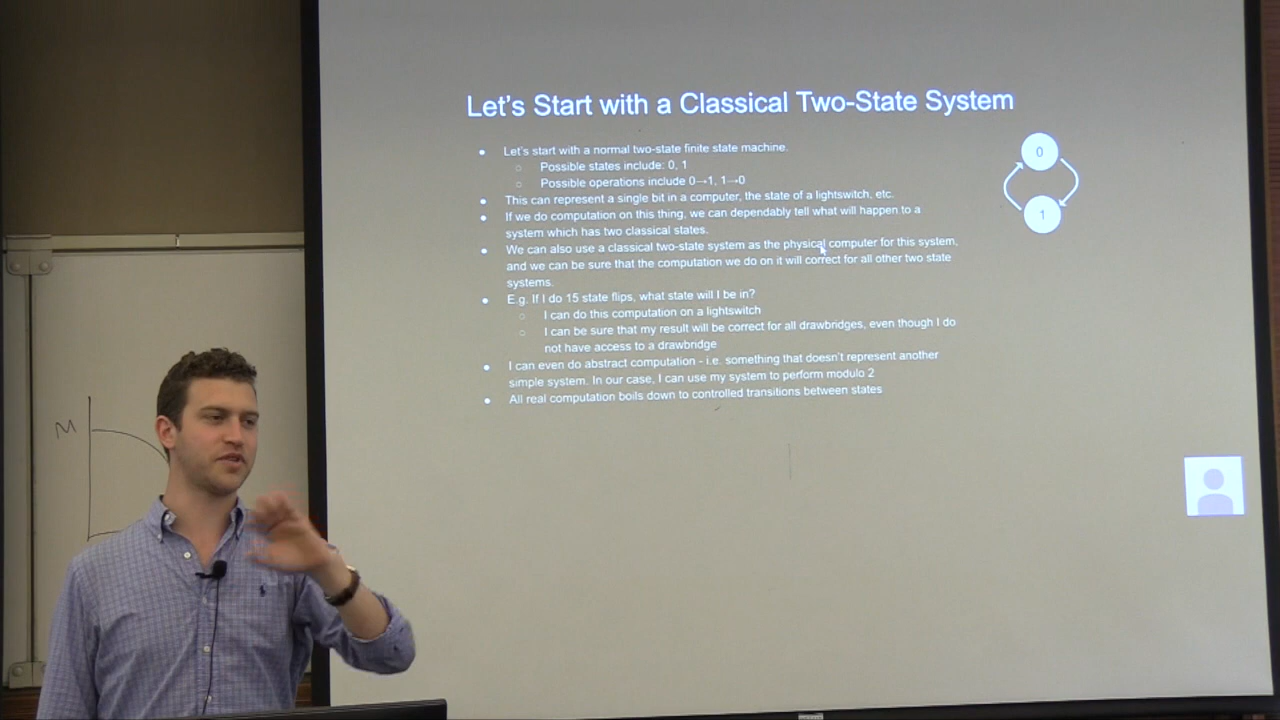 Let's Start with a Classical Two-State System
● Let's start with a normal two-state finite state machine.
○ Possible states include: 0, 1
○ Possible operations include 0→1, 1→0
● This can represent a single bit in a computer, the state of a lightswitch, etc.
● If we do computation on this thing, we can dependably tell what will happen to a
system which has two classical states.
● We can also use a classical two-state system as the physical computer for this system,
and we can be sure that the computation we do on it will correct for all other two state
systems.
● E.g. If I do 15 state flips, what state will I be in?
○ I can do this computation on a lightswitch
○ I can be sure that my result will be correct for all drawbridges, even though I do
not have access to a drawbridge
● I can even do abstract computation - i.e. something that doesn't represent another
simple system. In our case, I can use my system to perform modulo 2
● All real computation boils down to controlled transitions between states
0
1
M